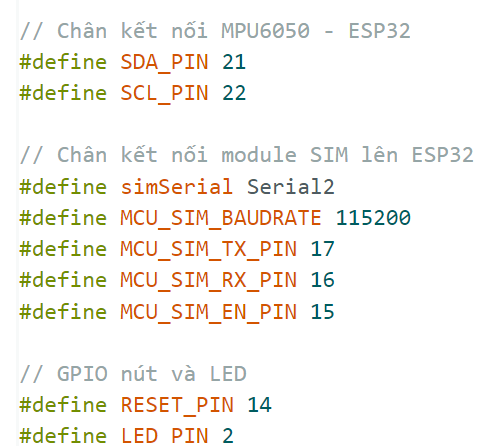 // Chân kết nối MPU6050 - ESP32
#define SDA_PIN 21
#define SCL_PIN 22
// Chân kết nối module SIM lên ESP32
#define simSerial Serial2
#define MCU_SIM_BAUDRATE 115200
#define MCU_SIM_TX_PIN 17
#define MCU_SIM_RX_PIN 16
#define MCU_SIM_EN_PIN 15
// GPIO nút và LED
#define RESET_PIN 14
#define LED_PIN 2